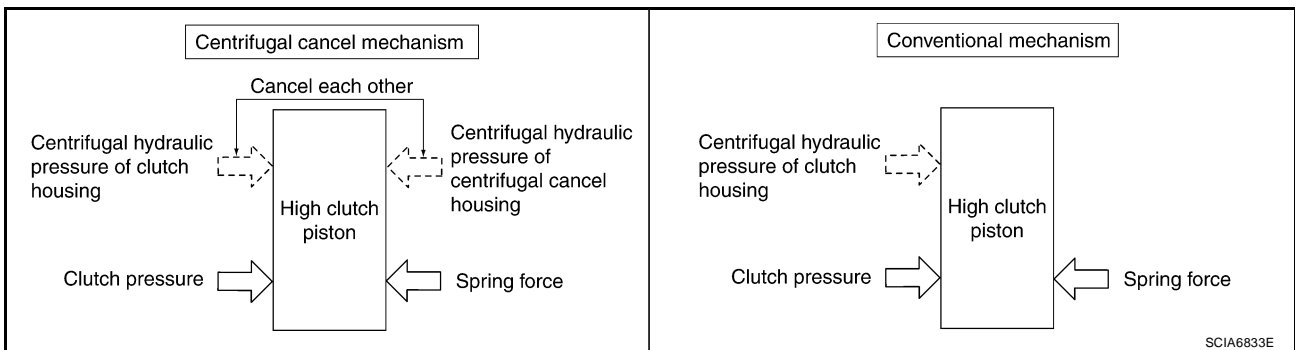 Centrifugal cancel mechanism
Cancel each other
Centrifugal hydraulic
pressure of clutch
housing
Centrifugal hydraulic
pressure of
centrifugal cancel
housing
High clutch
piston
Clutch pressure
Spring force
Conventional mechanism
Centrifugal hydraulic
pressure of clutch
housing
High clutch
piston
Clutch pressure
Spring force
SCIA6833E